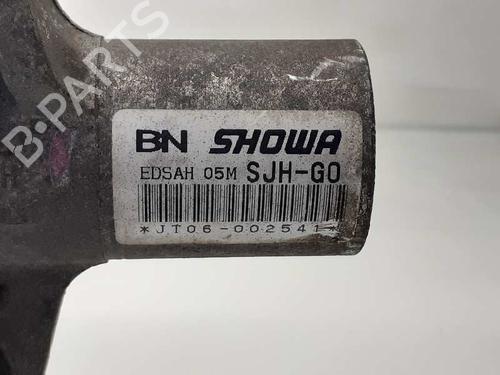 B-PARTS
BN SHOWA
EDSAH 05M SJH-G0
*JT06-002541*